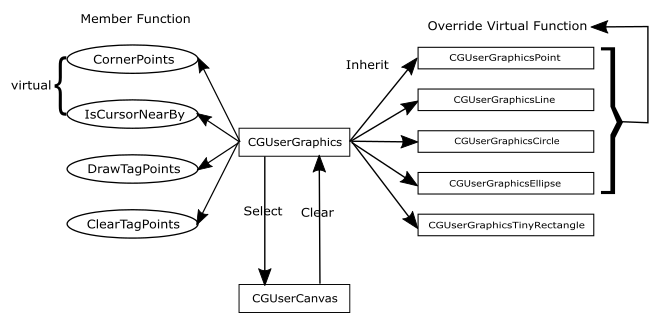 Member Function
Override Virtual Function
CornerPoints
virtual
IsCursorNearBy
DrawTagPoints
ClearTagPoints
CGUserGraphics
Inherit
CGUserGraphicsPoint
CGUserGraphicsLine
CGUserGraphicsCircle
CGUserGraphicsEllipse
CGUserGraphicsTinyRectangle
Select
Clear
CGUserCanvas